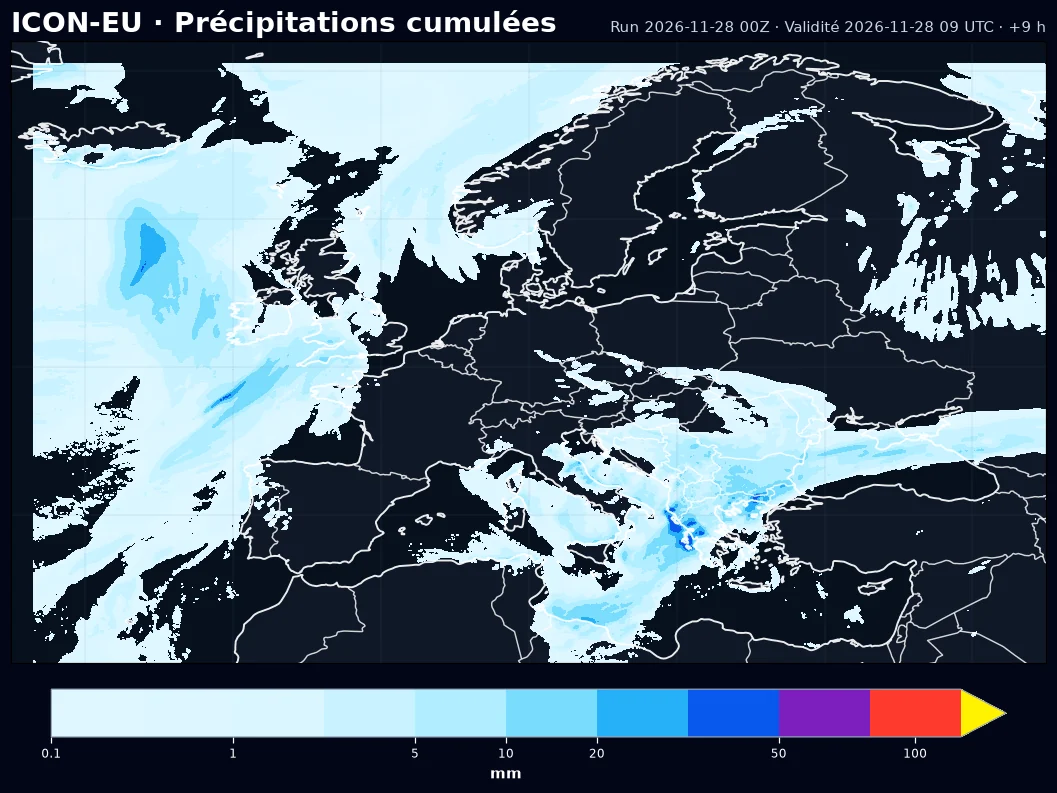 ICON-EU · Précipitations cumulées
Run 2026-11-28 00Z · Validité 2026-11-28 09 UTC · +9 h
0.1 1 5 10 20 50 100
mm